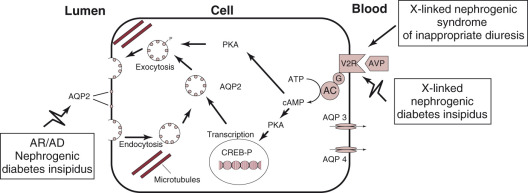 Lumen
Cell
Blood
X-linked nephrogenic
syndrome
of inappropriate diuresis
PKA
P
Exocytosis
V2R
AVP
G
ATP
AC
AQP2
AQP2
cAMP
X-linked
nephrogenic
diabetes insipidus
PKA
AQP 3
Transcription
Endocytosis
CREB-P
AR/AD
Nephrogenic
diabetes insipidus
AQP 4
Microtubules